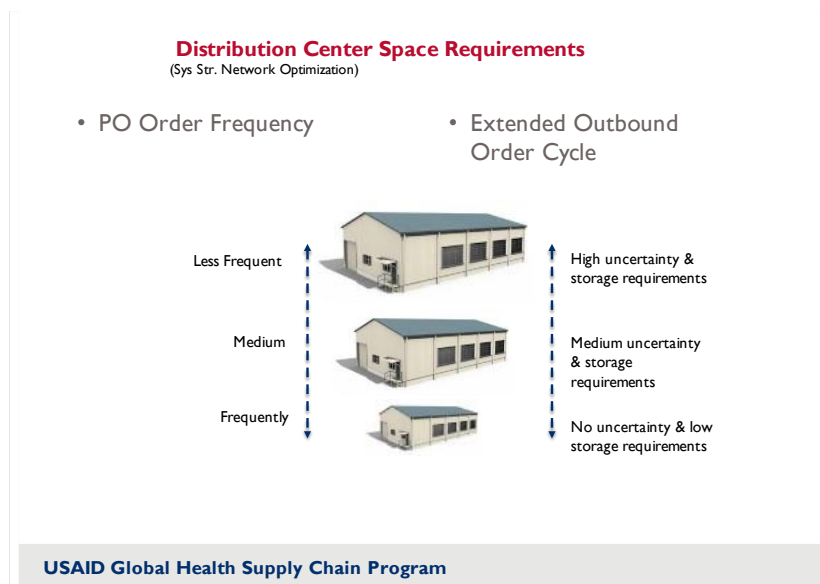 Distribution Center Space Requirements
(Sys Str. Network Optimization)
• PO Order Frequency
• Extended Outbound
Order Cycle
Less Frequent
High uncertainty &
storage requirements
Medium
Medium uncertainty
& storage
requirements
Frequently
No uncertainty & low
storage requirements
USAID Global Health Supply Chain Program